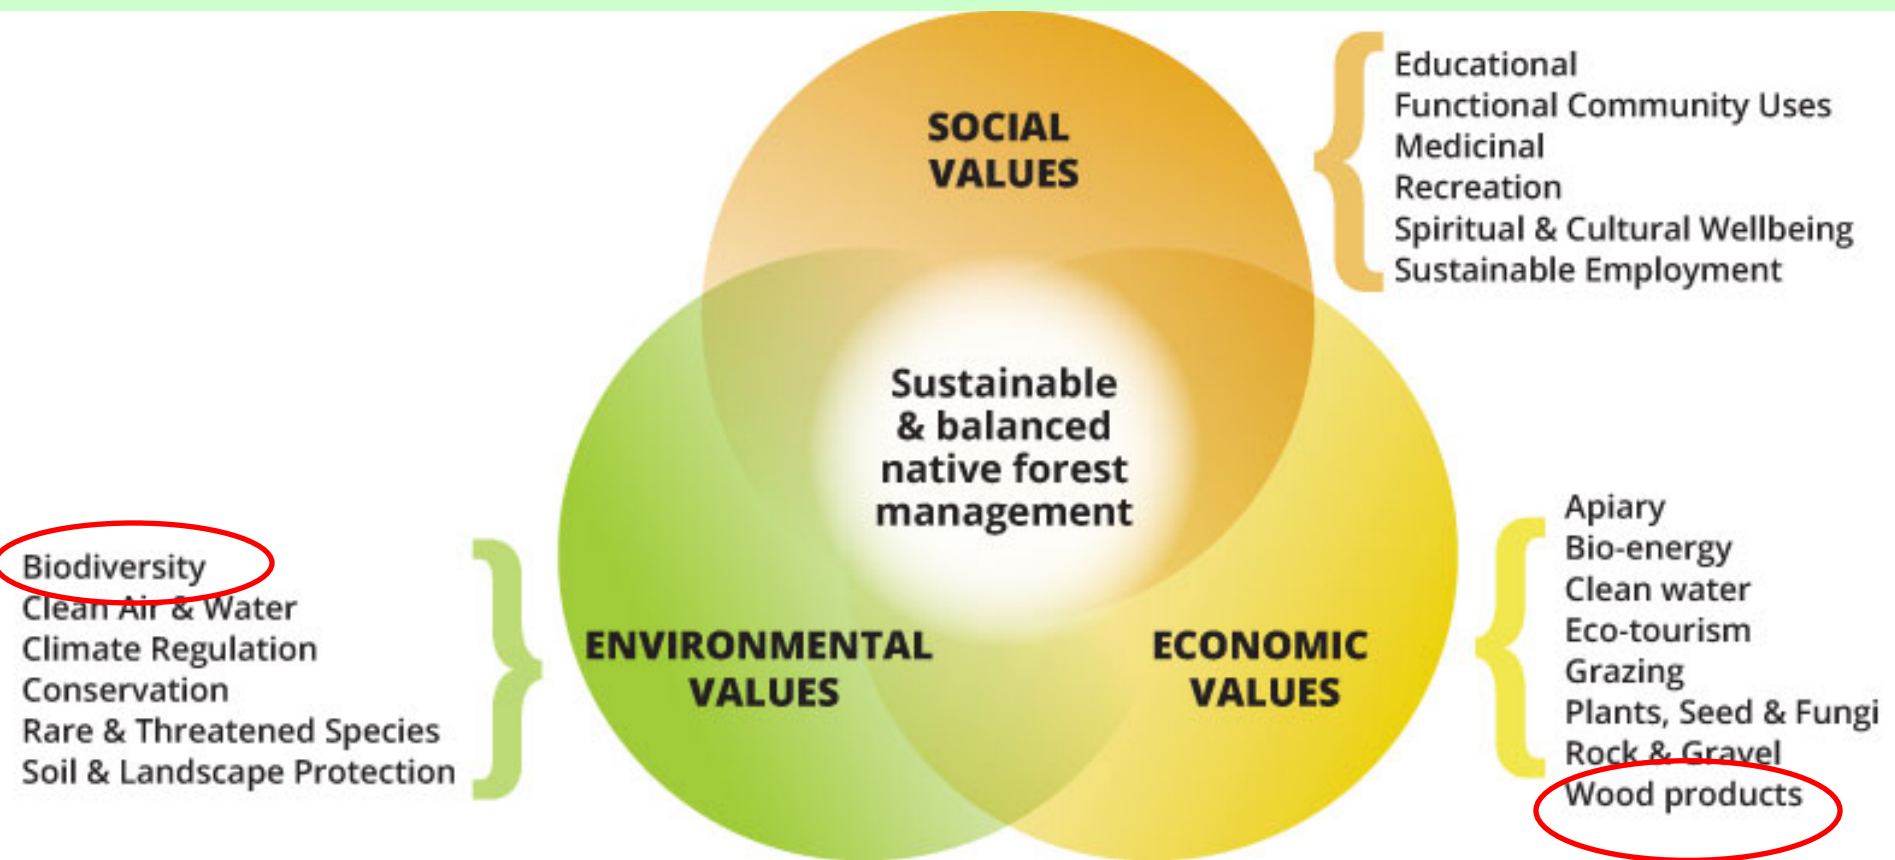 SOCIAL
VALUES
Educational
Functional Community Uses
Medicinal
Recreation
Spiritual & Cultural Wellbeing
Sustainable Employment
Sustainable
& balanced
native forest
management
Biodiversity
Clean Air & Water
Climate Regulation
Conservation
Rare & Threatened Species
Soil & Landscape Protection
ENVIRONMENTAL
VALUES
ECONOMIC
VALUES
Apiary
Bio-energy
Clean water
Eco-tourism
Grazing
Plants, Seed & Fungi
Rock & Gravel
Wood products